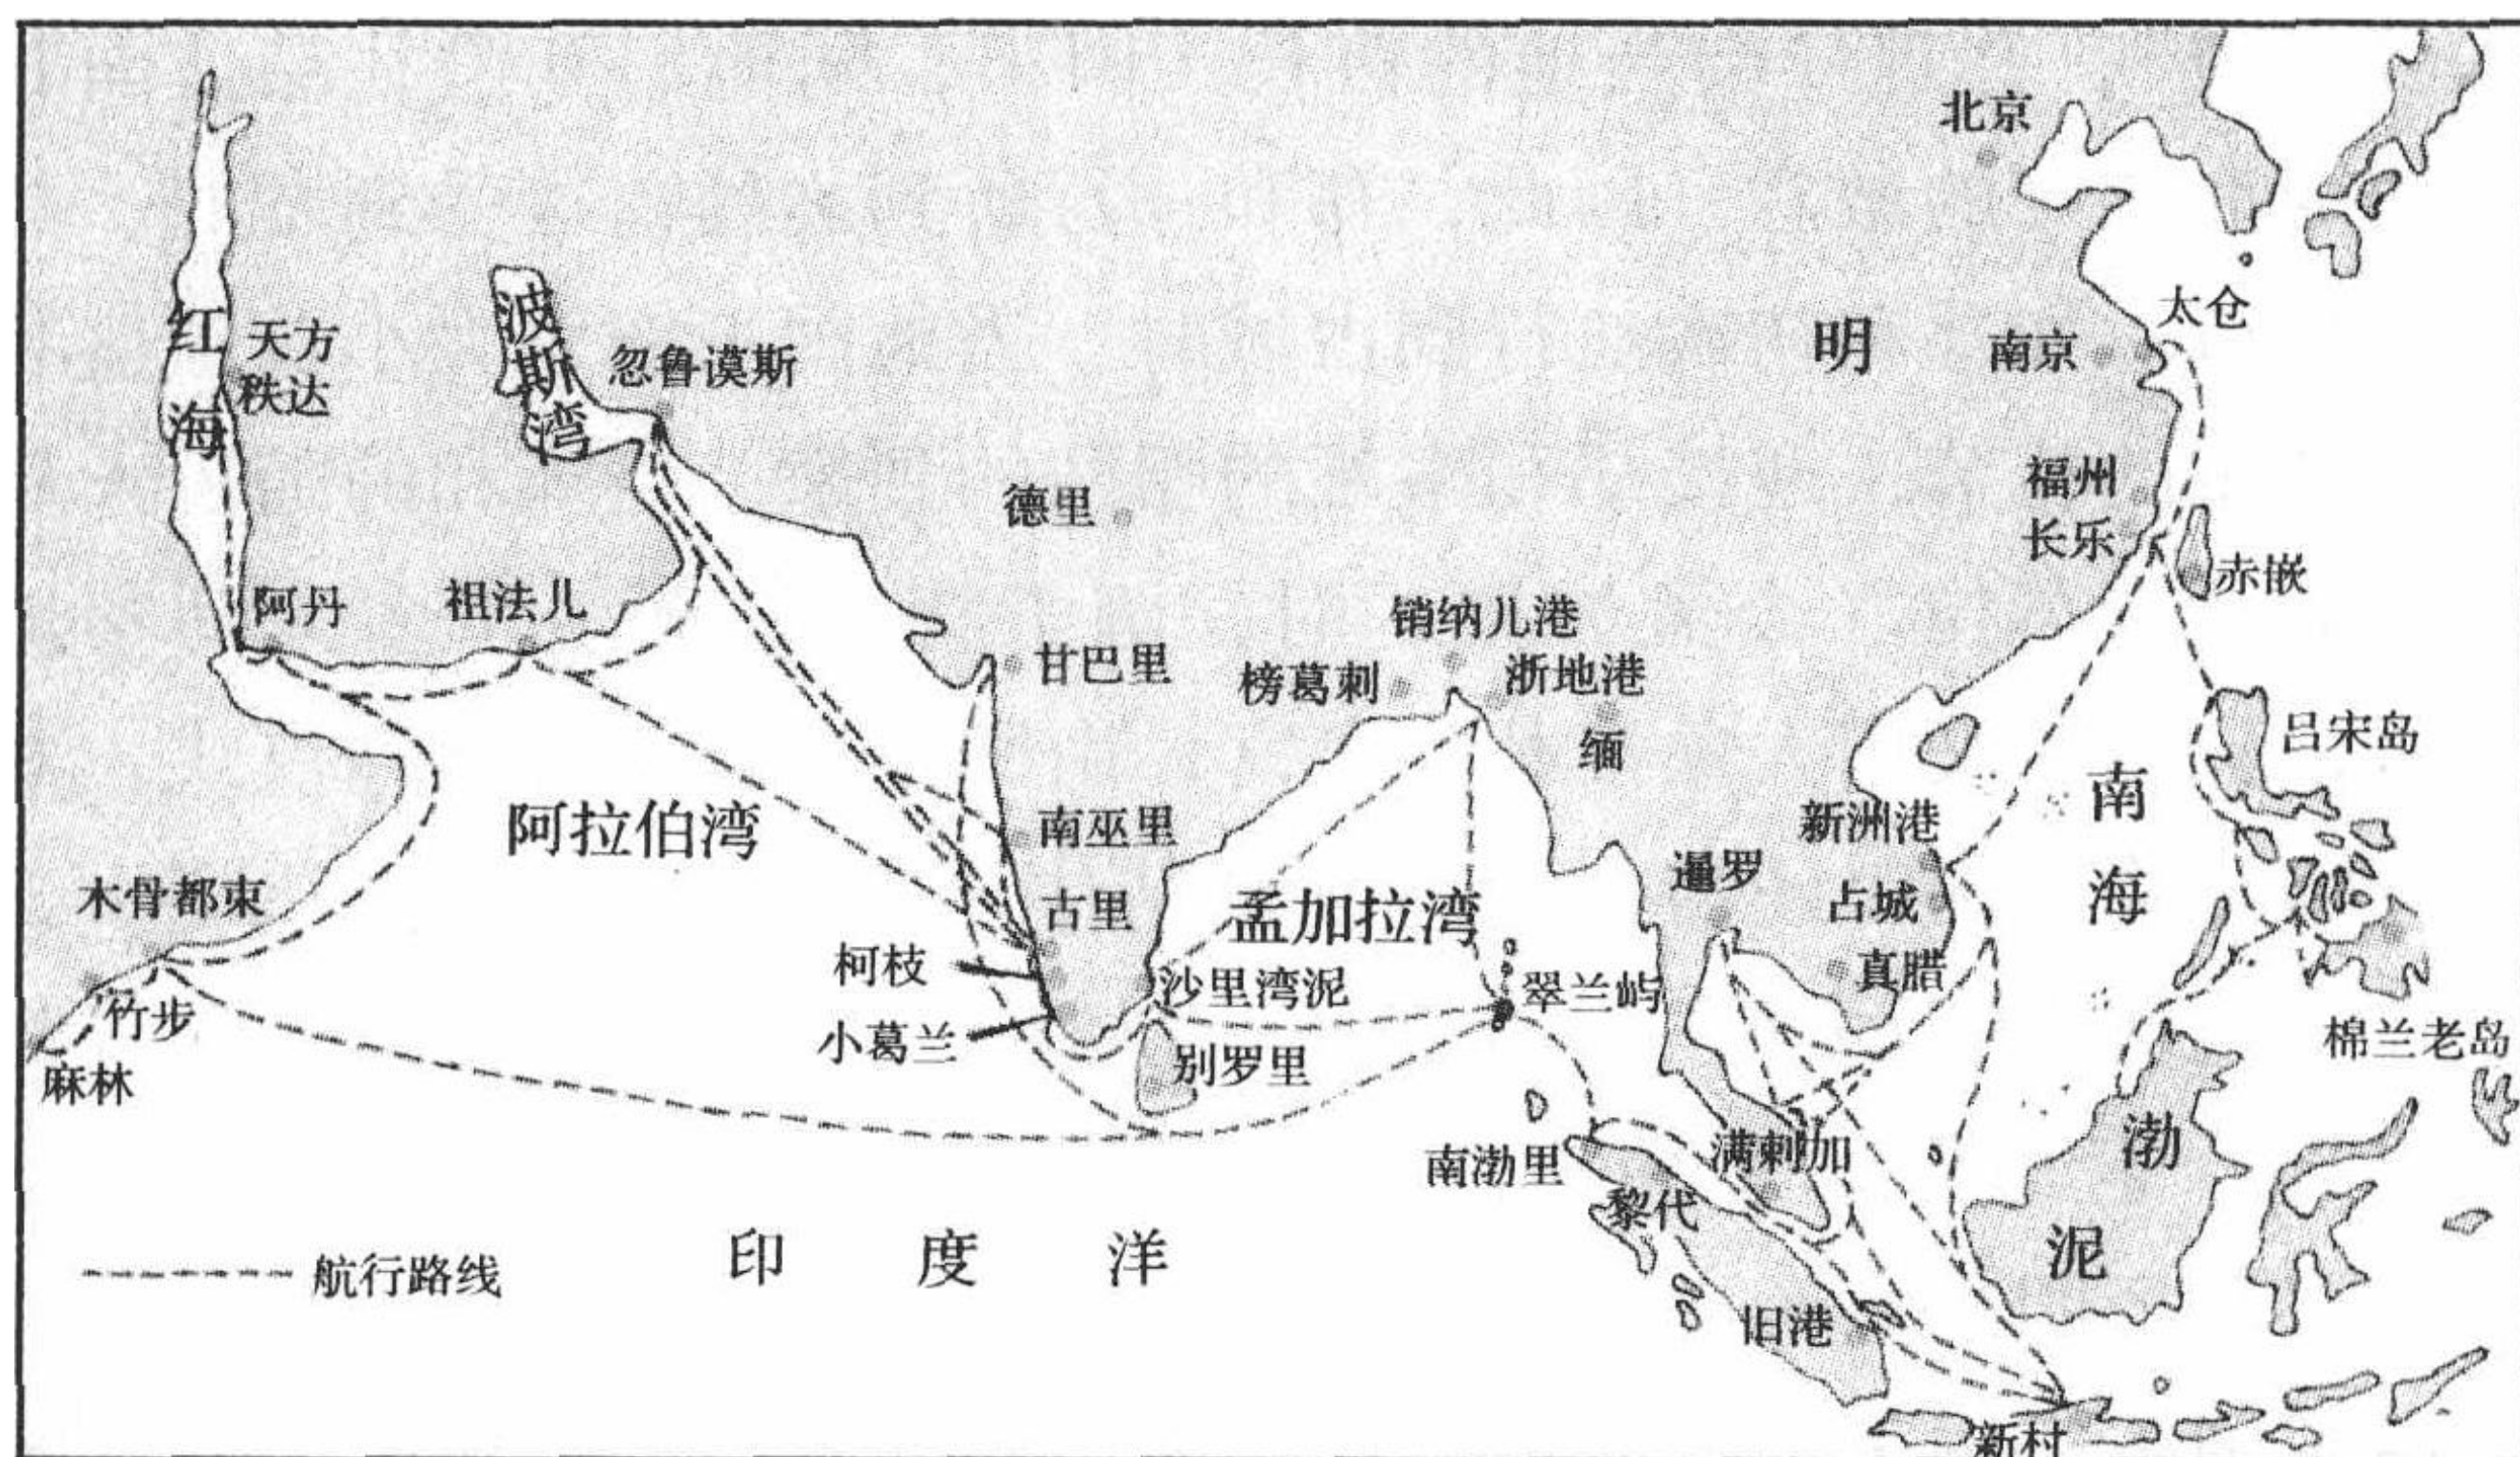 北京
太仓
明
南京
红海
天方
秩达
波斯湾
忽鲁谟斯
福州
长乐
赤嵌
德里
阿丹
祖法儿
甘巴里
榜葛刺
销纳儿港
浙地港
缅
吕宋岛
南海
阿拉伯湾
南巫里
新洲港
暹罗
占城
木骨都束
古里
孟加拉湾
真腊
柯枝
沙里湾泥
翠兰屿
竹步
小葛兰
别罗里
棉兰老岛
麻林
南渤里
满剌加
渤泥
黎代
印度洋
航行路线
旧港
新村